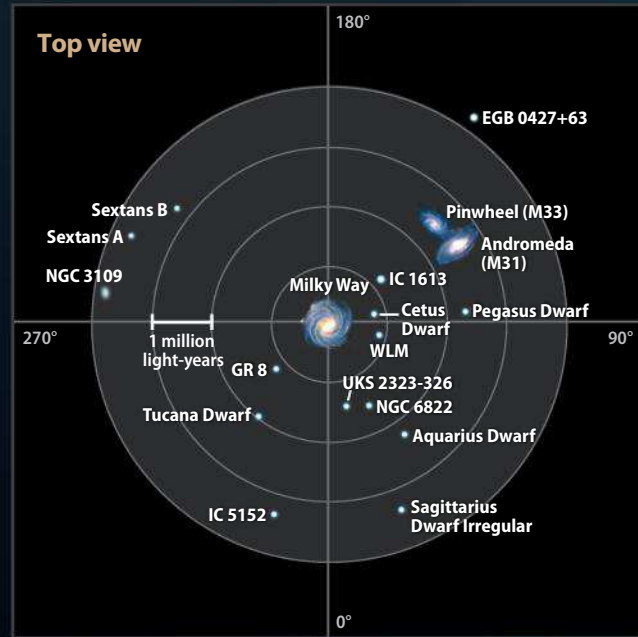 180°
Top view
EGB 0427+63
Sextans B
Pinwheel (M33)
Sextans A
Andromeda
(M31)
NGC 3109
IC 1613
Milky Way
Cetus
Dwarf
Pegasus Dwarf
270°
1 million
light-years
90°
WLM
GR 8
UKS 2323-326
Tucana Dwarf
NGC 6822
Aquarius Dwarf
IC 5152
Sagittarius
Dwarf Irregular
0°